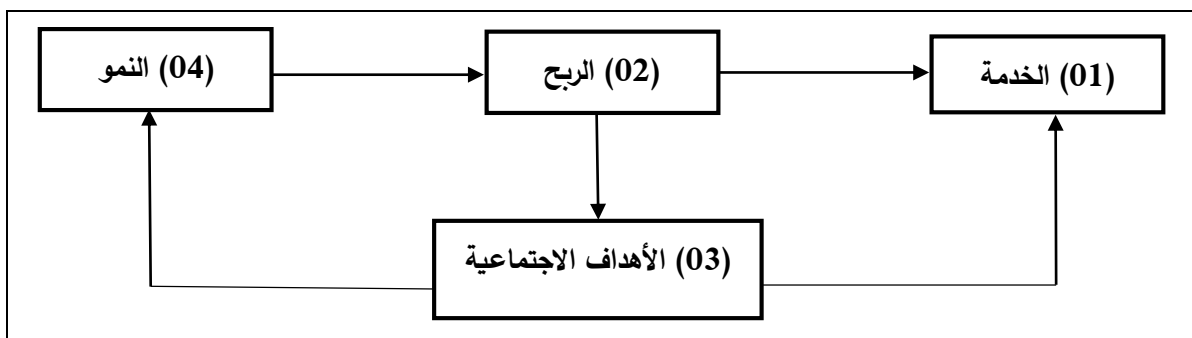 (01) الخدمة
(02) الربح
(04) النمو
(03) الأهداف الاجتماعية